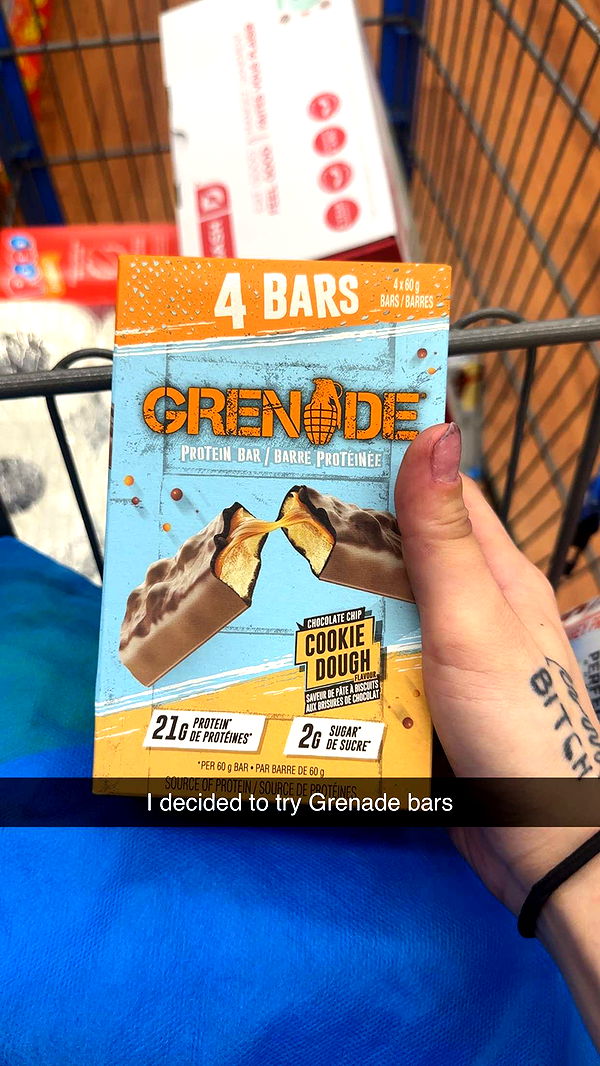 4 BARS
4 x 60 g
BARS / BARRES
GRENADE
PROTEIN BAR / BARRE PROTÉINÉE
CHOCOLATE CHIP
COOKIE
DOUGH
FLAVOUR
SAVEUR DE PÂTE À BISCUITS
AUX BRISURES DE CHOCOLAT
21G PROTEIN*
DE PROTÉINES*
2G SUGAR*
DE SUCRE*
*PER 60 g BAR • PAR BARRE DE 60 g
SOURCE OF PROTEIN / SOURCE DE PROTÉINES
I decided to try Grenade bars
BITCH